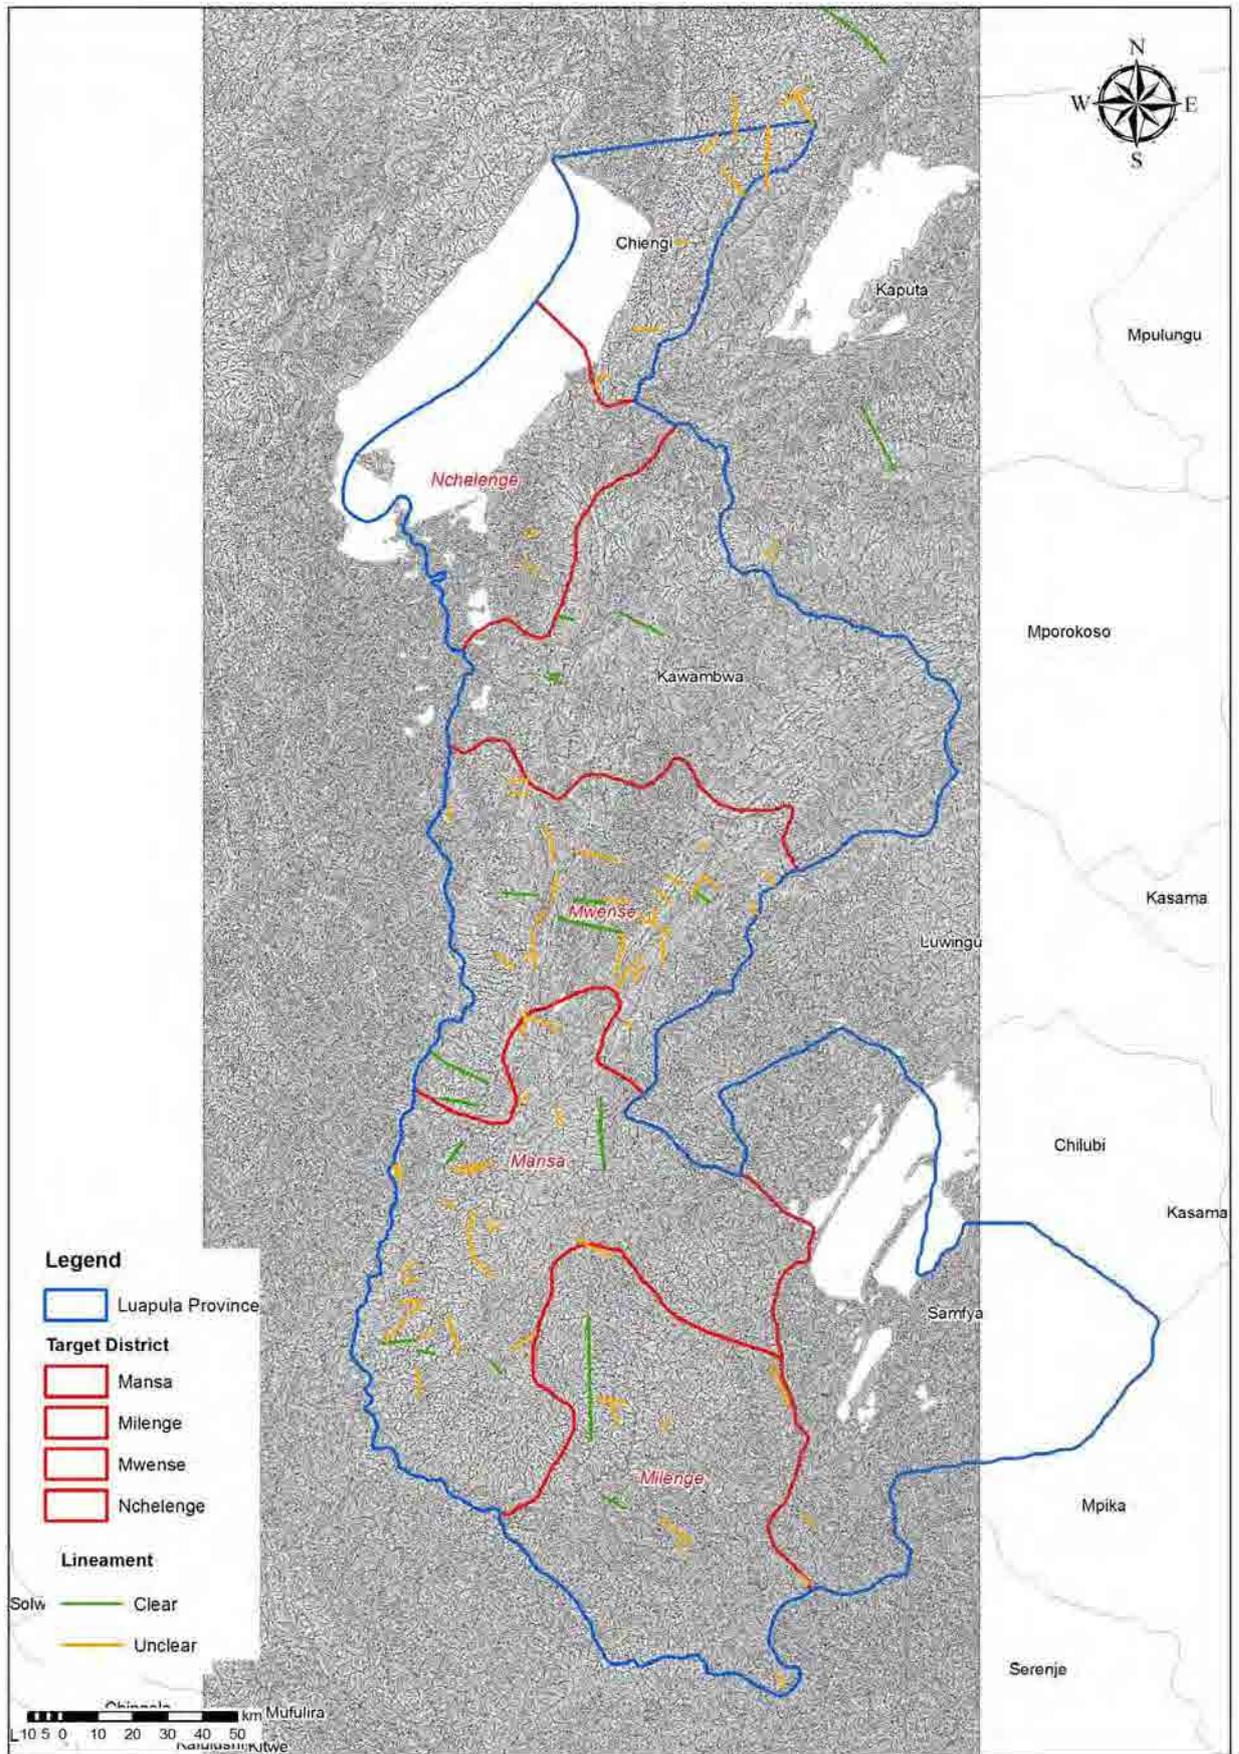 N
W E
S
Chiengi
Kaputa
Mpulungu
Nchelenge
Mporokoso
Kawambwa
Kasama
Mwense
Luwingu
Chilubi
Mansa
Kasama
Legend
Luapula Province
Samfya
Target District
Mansa
Milenge
Mwense
Milenge
Nchelenge
Mpika
Lineament
Solw
Clear
Unclear
Serenje
km Mufulira
10 5 0 10 20 30 40 50
Kitwe